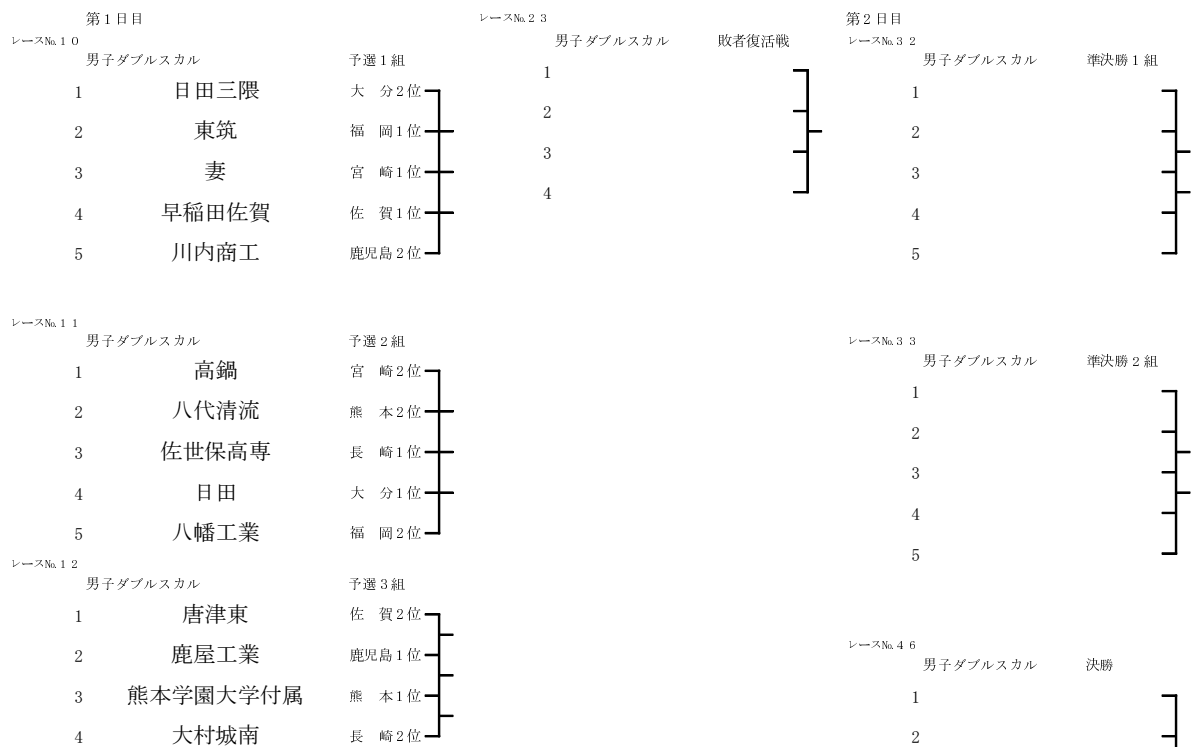 第１日目
レース№１０
男子ダブルスカル　予選１組
1　日田三隈　大　分２位
2　東筑　福　岡１位
3　妻　宮　崎１位
4　早稲田佐賀　佐　賀１位
5　川内商工　鹿児島２位
レース№１１
男子ダブルスカル　予選２組
1　高鍋　宮　崎２位
2　八代清流　熊　本２位
3　佐世保高専　長　崎１位
4　日田　大　分１位
5　八幡工業　福　岡２位
レース№１２
男子ダブルスカル　予選３組
1　唐津東　佐　賀２位
2　鹿屋工業　鹿児島１位
3　熊本学園大学付属　熊　本１位
4　大村城南　長　崎２位
レース№２３
男子ダブルスカル　敗者復活戦
1
2
3
4
第２日目
レース№３２
男子ダブルスカル　準決勝１組
1
2
3
4
5
レース№３３
男子ダブルスカル　準決勝２組
1
2
3
4
5
レース№４６
男子ダブルスカル　決勝
1
2